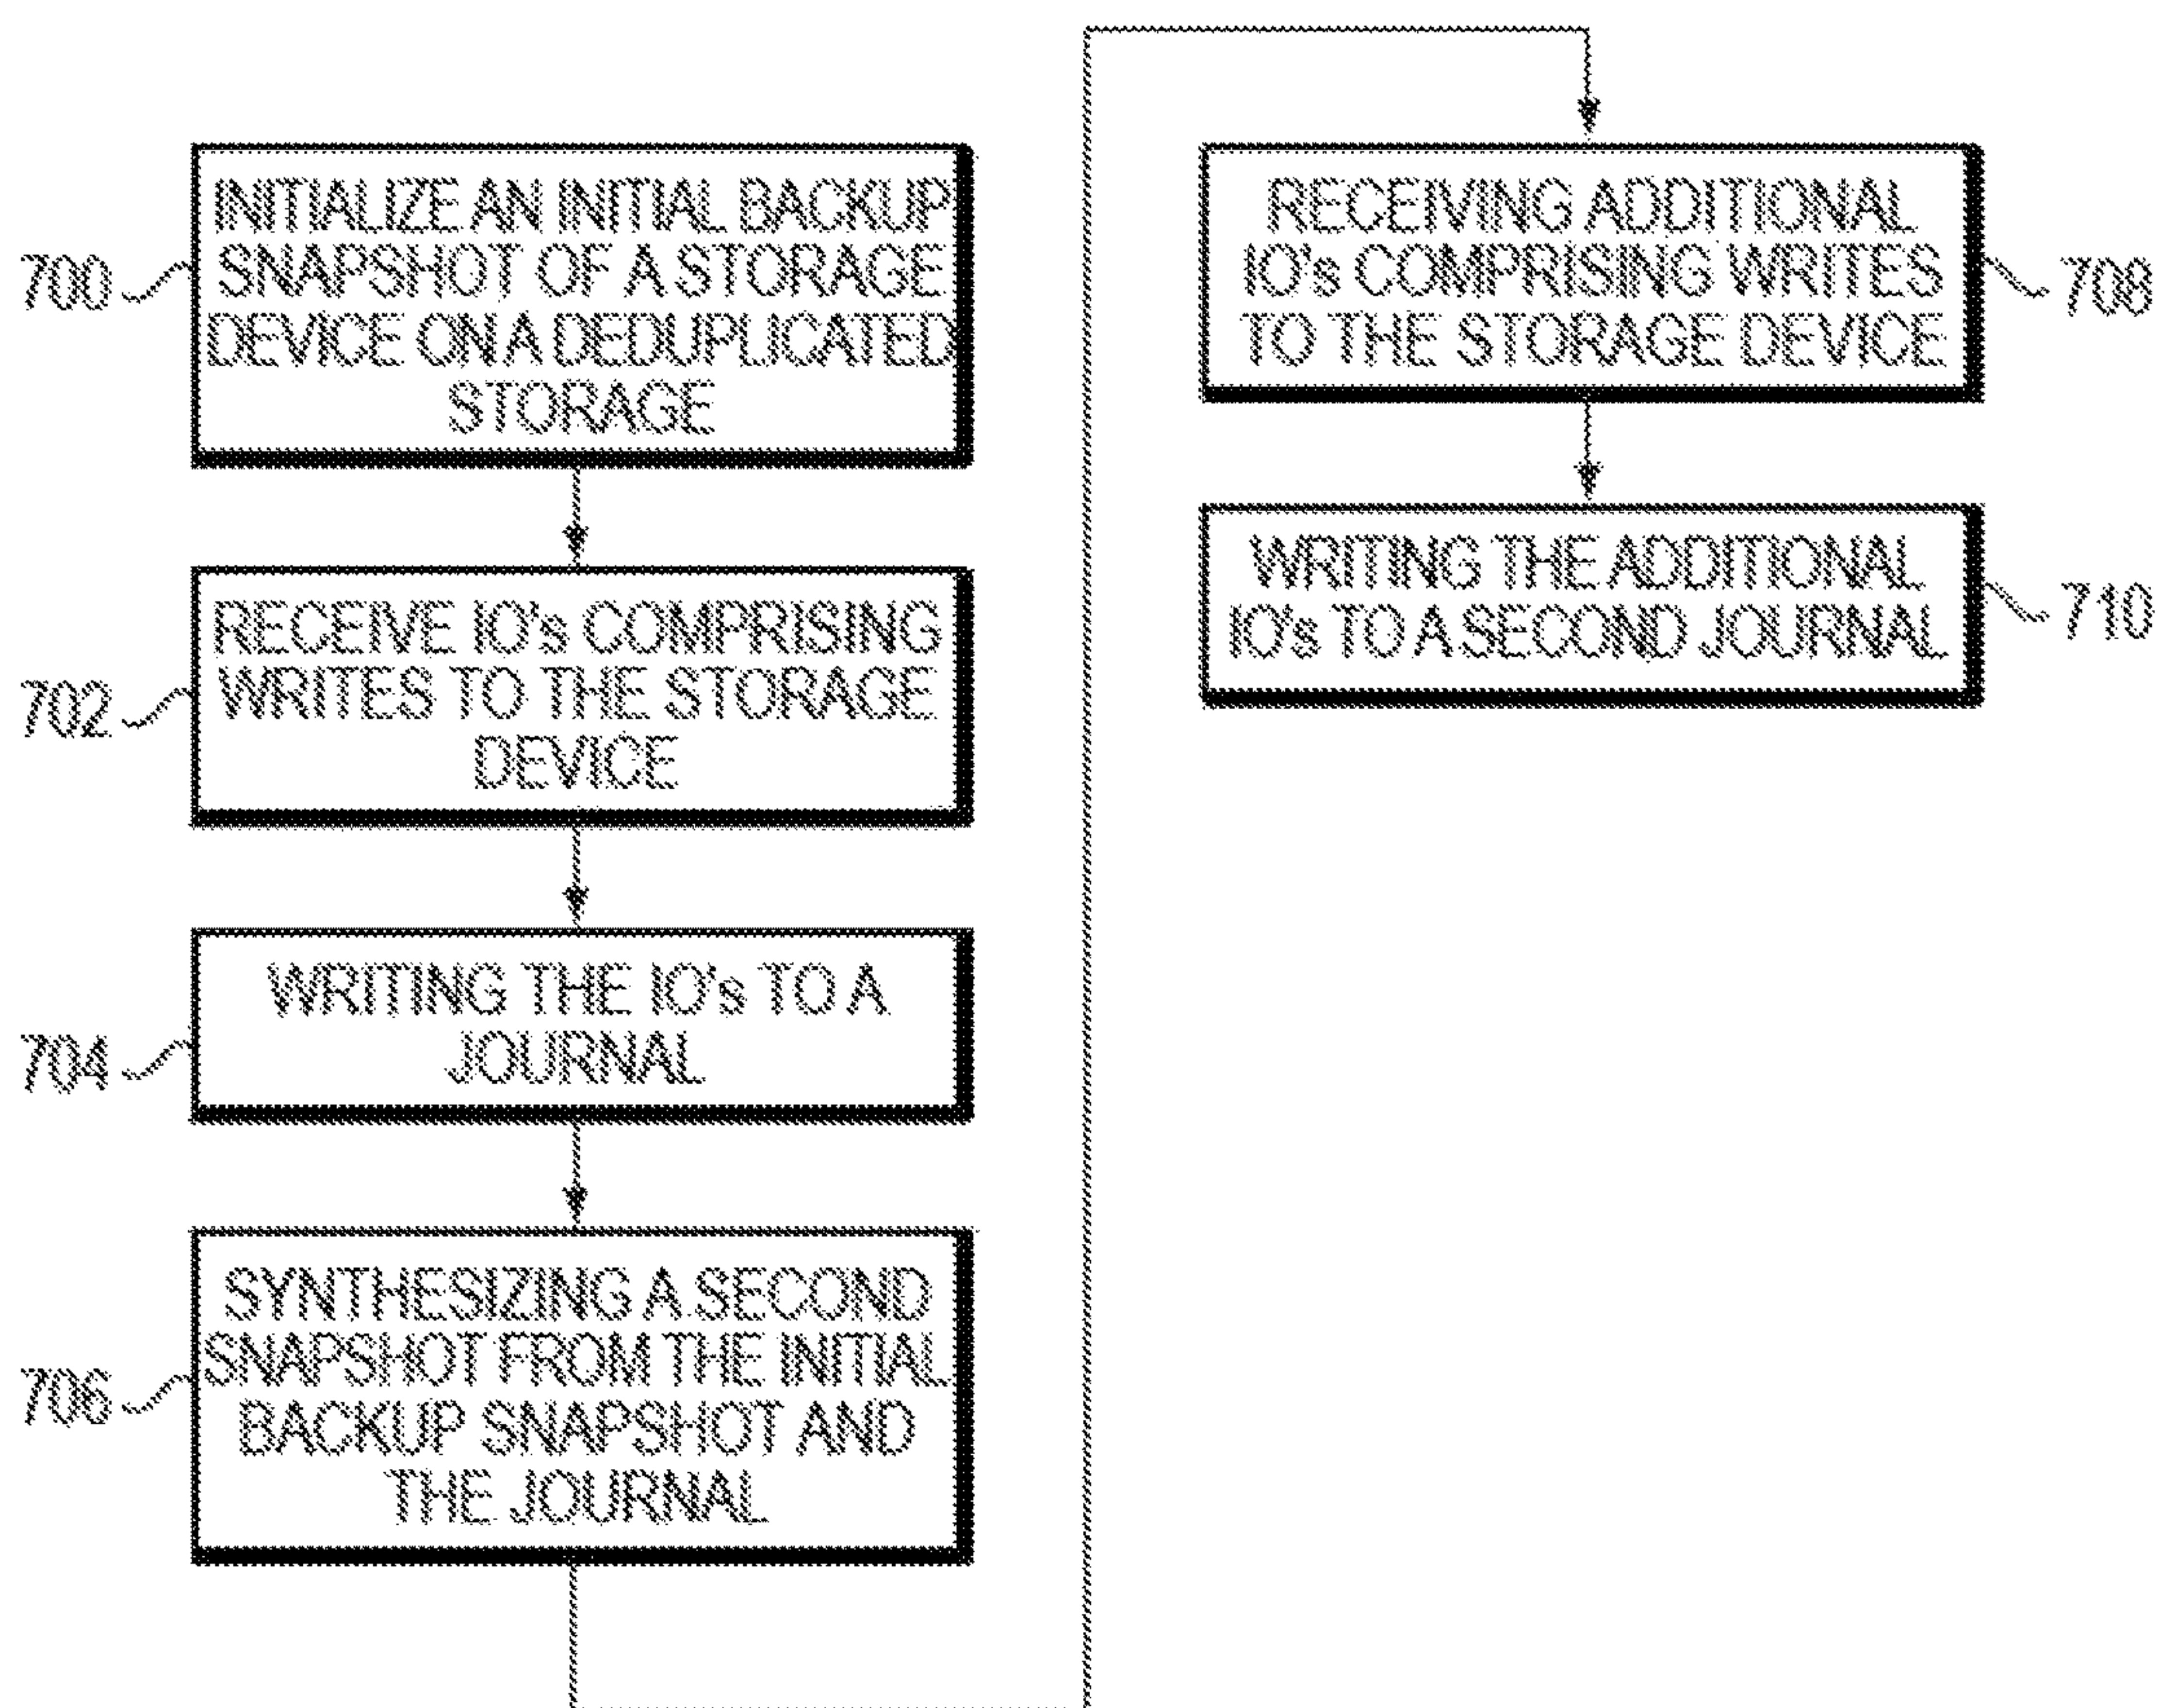 INITIALIZE AN INITIAL BACKUP
SNAPSHOT OF A STORAGE
DEVICE ON A DEDUPLICATED
STORAGE
700
RECEIVE IO's COMPRISING
WRITES TO THE STORAGE
DEVICE
702
WRITING THE IO's TO A
JOURNAL
704
SYNTHESIZING A SECOND
SNAPSHOT FROM THE INITIAL
BACKUP SNAPSHOT AND
THE JOURNAL
706
RECEIVING ADDITIONAL
IO's COMPRISING WRITES
TO THE STORAGE DEVICE
708
WRITING THE ADDITIONAL
IO's TO A SECOND JOURNAL
710